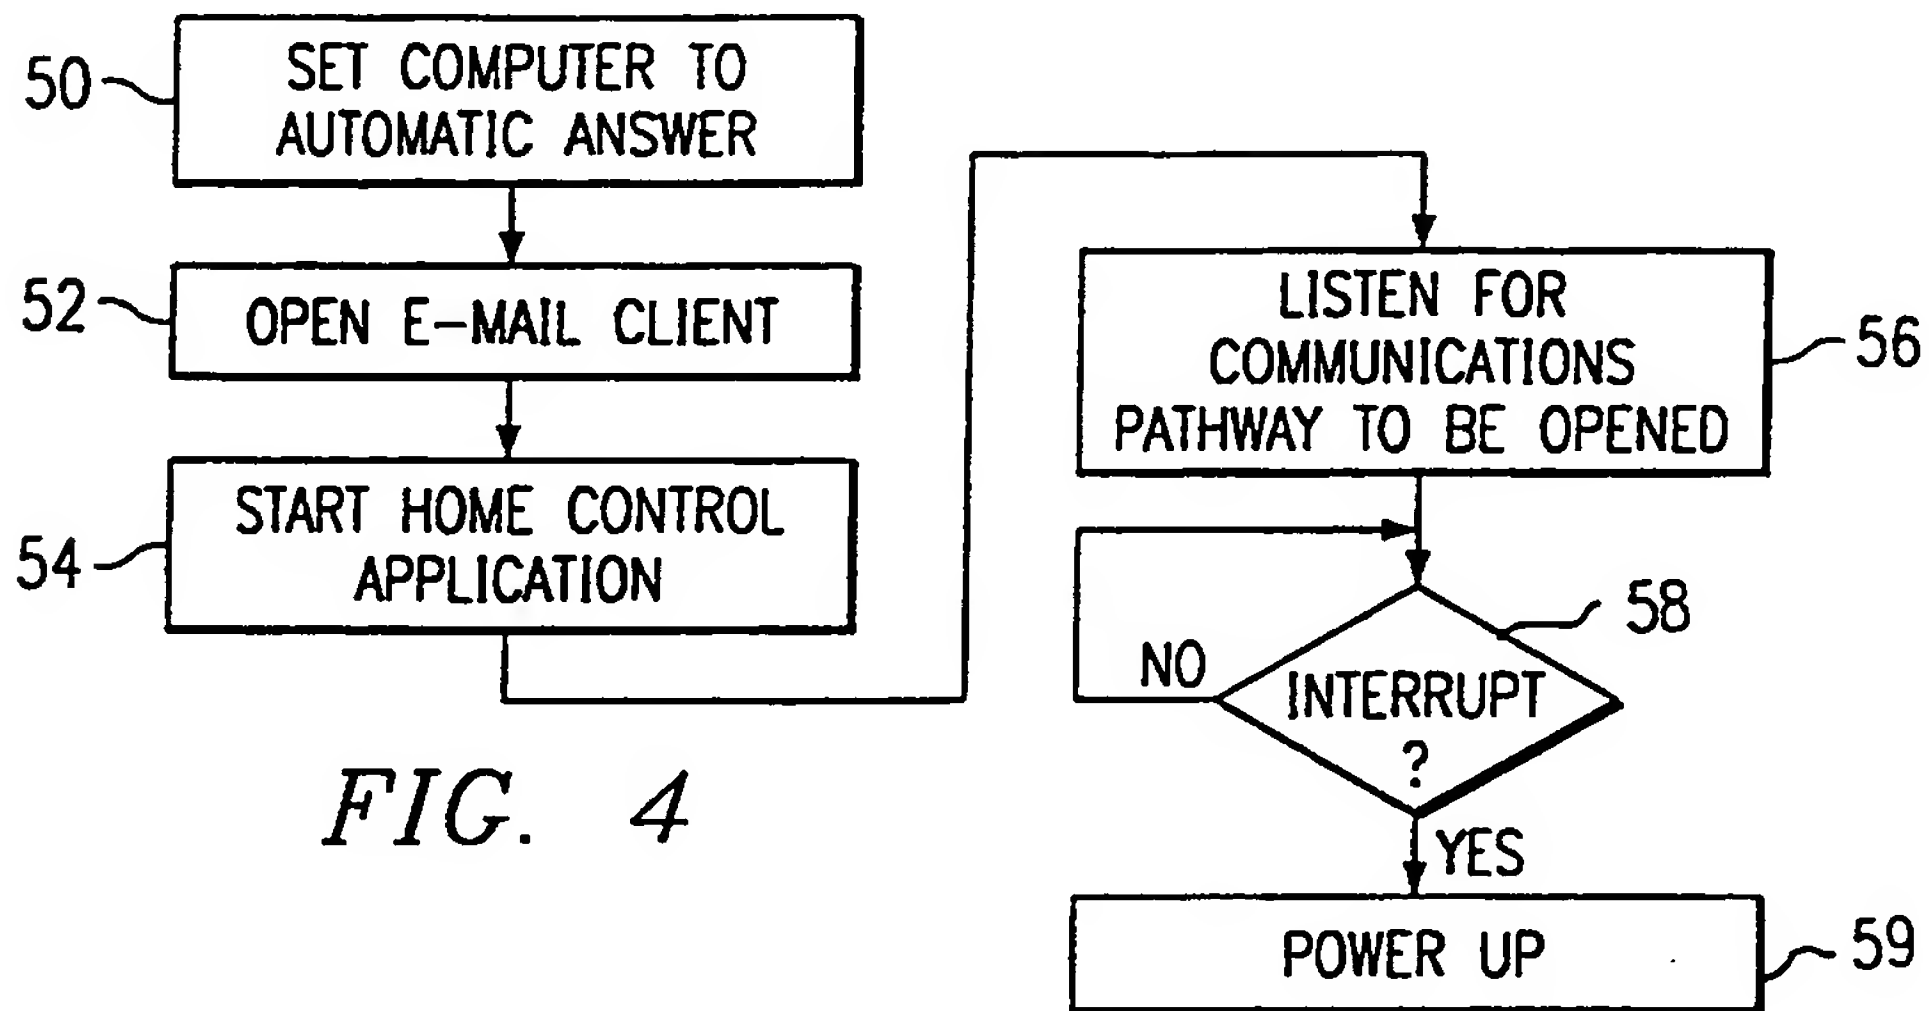 50
SET COMPUTER TO
AUTOMATIC ANSWER
52
OPEN E-MAIL CLIENT
54
START HOME CONTROL
APPLICATION
LISTEN FOR
COMMUNICATIONS
PATHWAY TO BE OPENED
56
58
NO
INTERRUPT
?
YES
POWER UP
59
FIG. 4